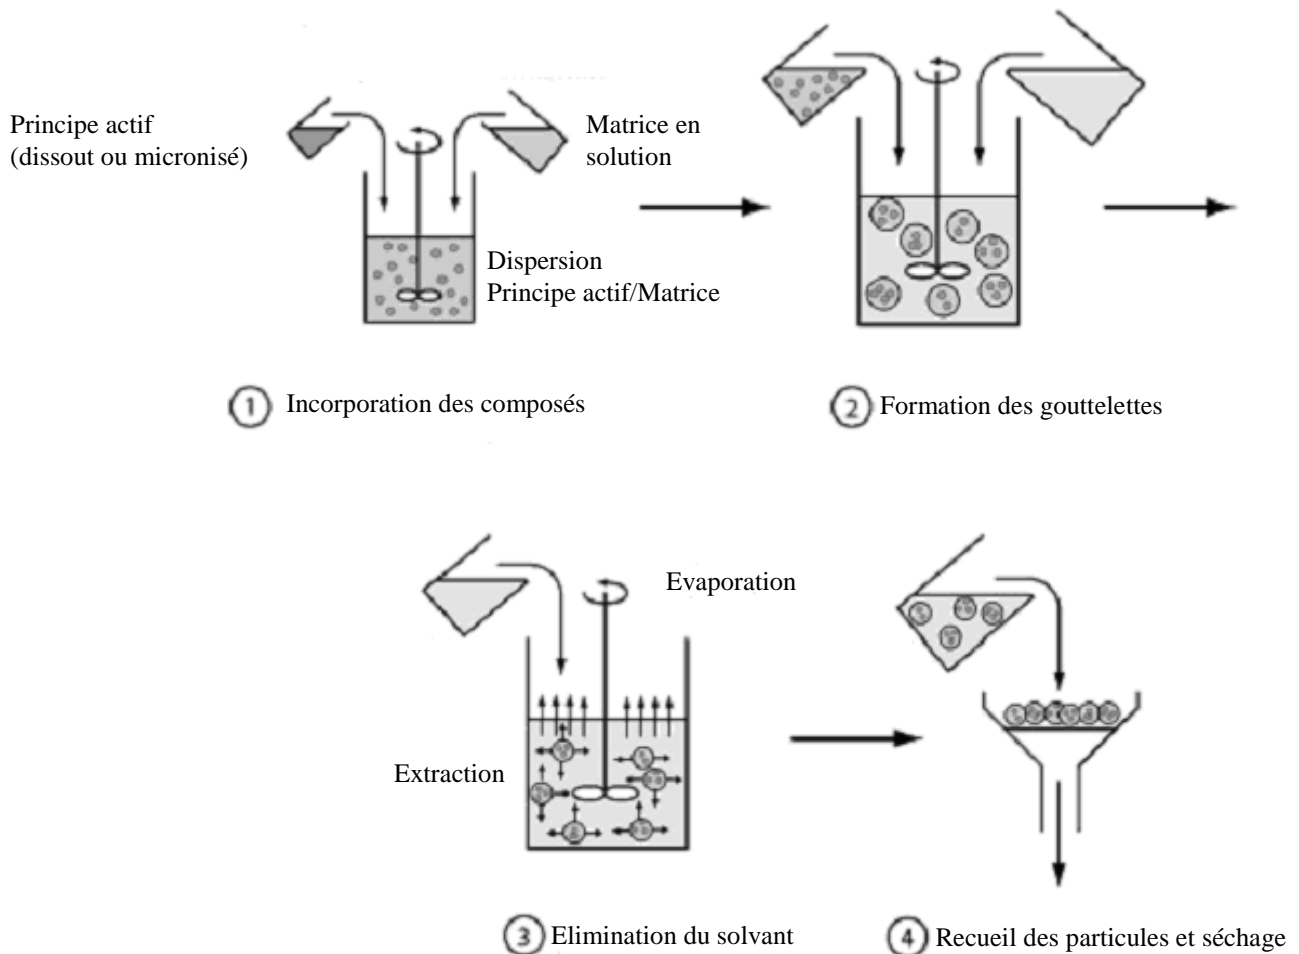 Principe actif
(dissout ou micronisé)
Matrice en
solution
Dispersion
Principe actif/Matrice
1 Incorporation des composés
2 Formation des gouttelettes
Evaporation
Extraction
3 Elimination du solvant
4 Recueil des particules et séchage